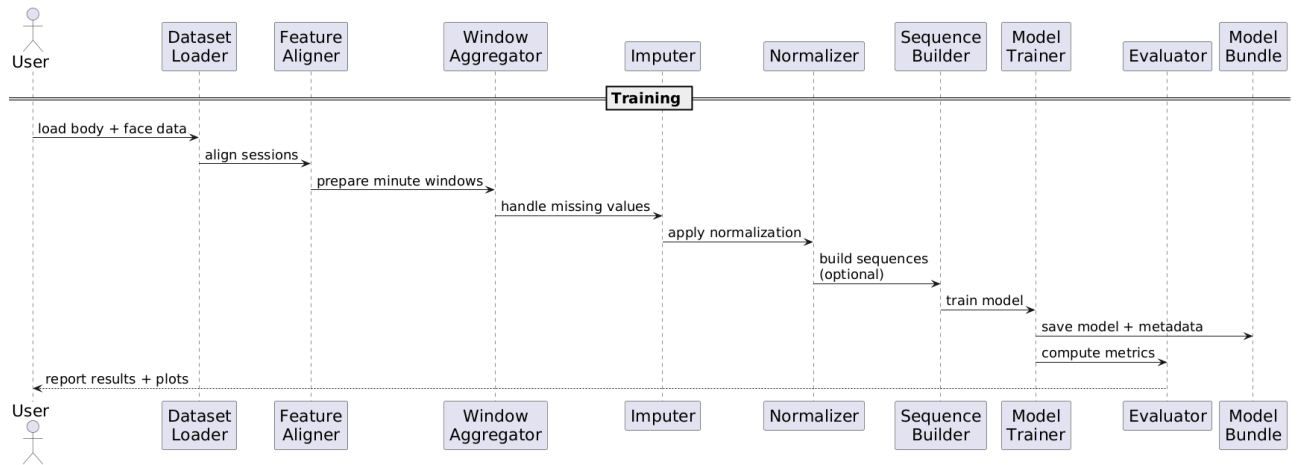 User
Dataset
Loader
Feature
Aligner
Window
Aggregator
Imputer
Normalizer
Sequence
Builder
Model
Trainer
Evaluator
Model
Bundle
Training
load body + face data
align sessions
prepare minute windows
handle missing values
apply normalization
build sequences
(optional)
train model
save model + metadata
compute metrics
report results + plots
User
Dataset
Loader
Feature
Aligner
Window
Aggregator
Imputer
Normalizer
Sequence
Builder
Model
Trainer
Evaluator
Model
Bundle